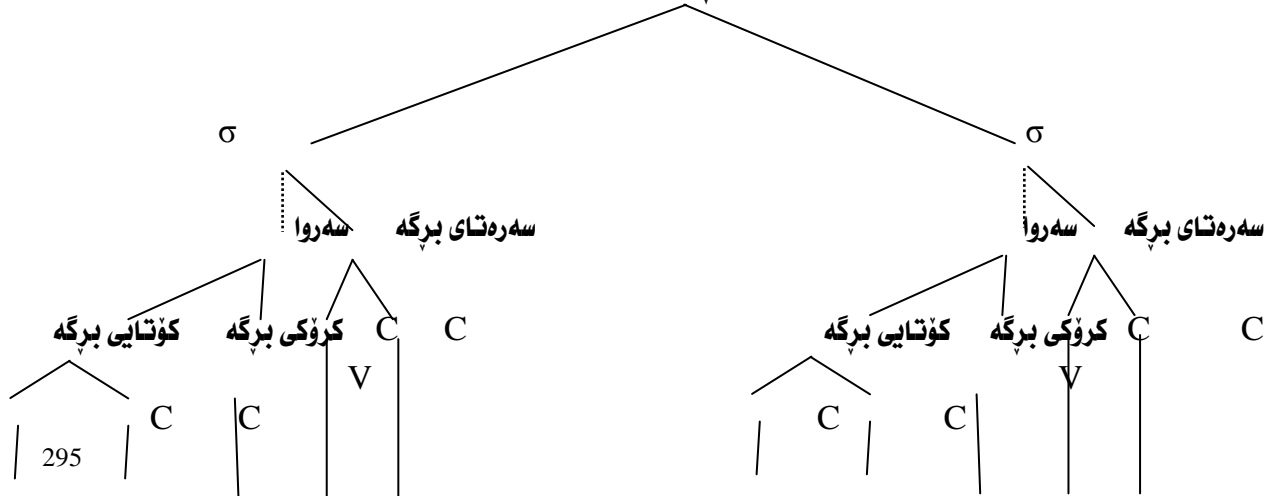 σ σ
سەرەتای بڕگە سەروا سەرەتای بڕگە سەروا
C C کرۆکی بڕگە کۆتایی بڕگە C C کرۆکی بڕگە کۆتایی بڕگە
V V
C C C C
295